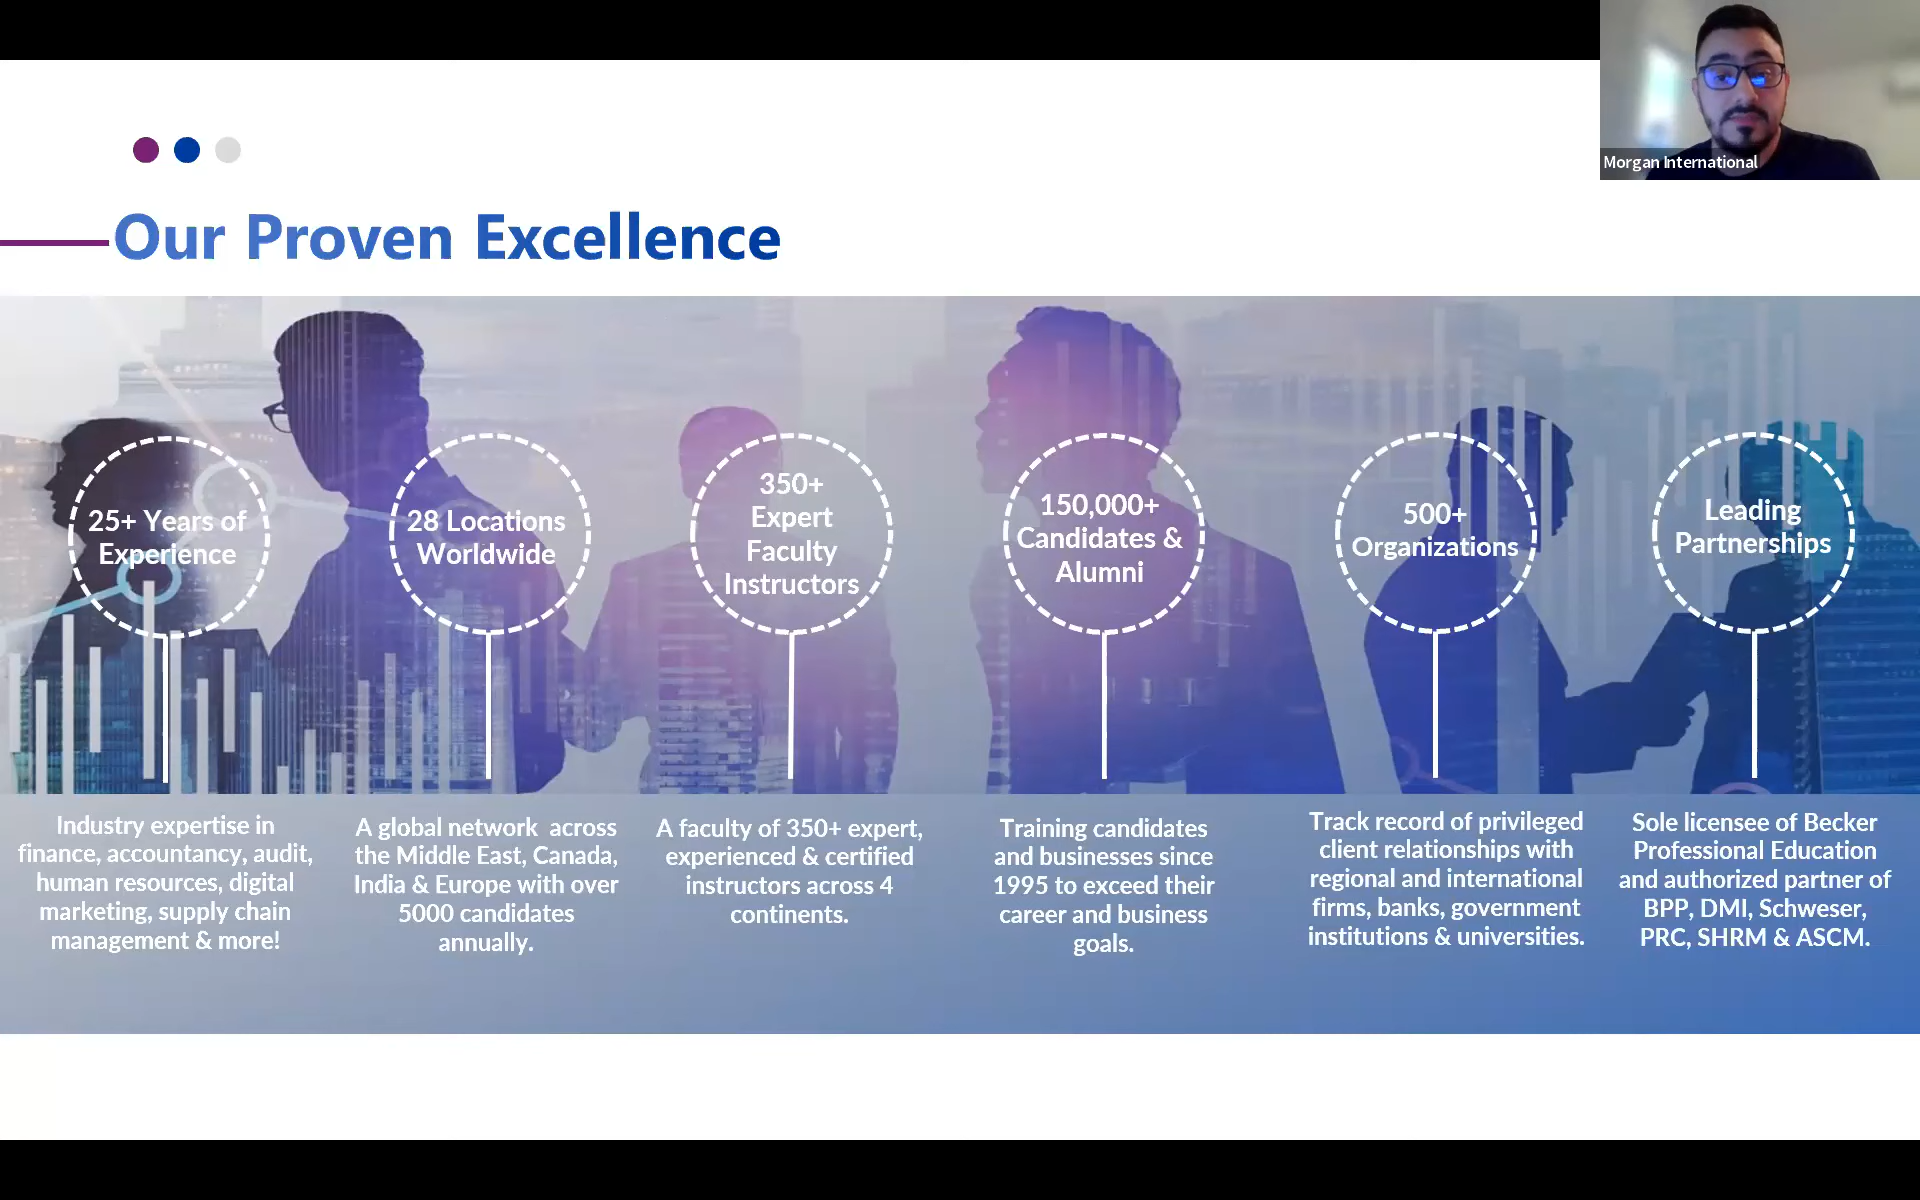 Morgan International
Our Proven Excellence
25+ Years of
Experience
28 Locations
Worldwide
350+
Expert
Faculty
Instructors
150,000+
Candidates &
Alumni
500+
Organizations
Leading
Partnerships
Industry expertise in
finance, accountancy, audit,
human resources, digital
marketing, supply chain
management & more!
A global network across
the Middle East, Canada,
India & Europe with over
5000 candidates
annually.
A faculty of 350+ expert,
experienced & certified
instructors across 4
continents.
Training candidates
and businesses since
1995 to exceed their
career and business
goals.
Track record of privileged
client relationships with
regional and international
firms, banks, government
institutions & universities.
Sole licensee of Becker
Professional Education
and authorized partner of
BPP, DMI, Schweser,
PRC, SHRM & ASCM.